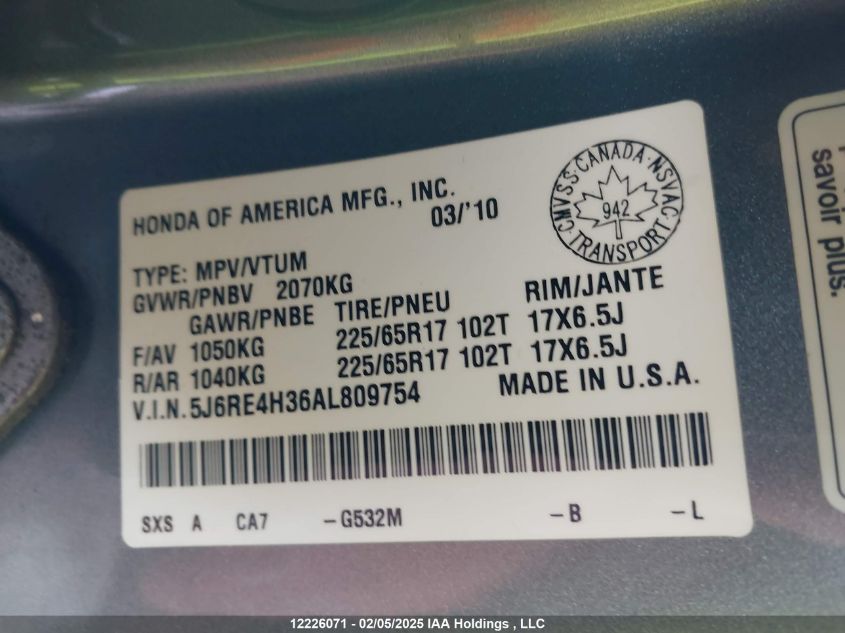 HONDA OF AMERICA MFG., INC.
03/'10
CMVSS·CANADA·NSVAC
942
TRANSPORT
TYPE: MPV/VTUM
GVWR/PNBV 2070KG
GAWR/PNBE TIRE/PNEU RIM/JANTE
F/AV 1050KG 225/65R17 102T 17X6.5J
R/AR 1040KG 225/65R17 102T 17X6.5J
V.I.N. 5J6RE4H36AL809754 MADE IN U.S.A.
SXS A CA7 -G532M -B -L
savoir plus.
12226071 - 02/05/2025 IAA Holdings , LLC